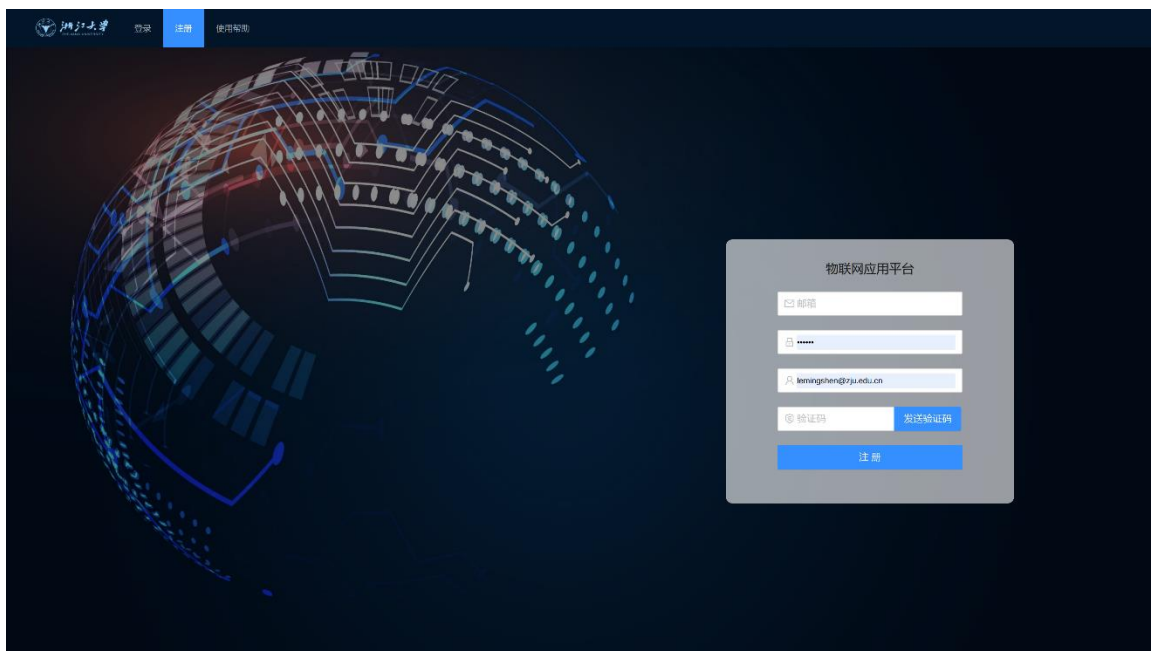 浙江大学
登录 注册 使用帮助
物联网应用平台
邮箱
••••••
lemingshen@zju.edu.cn
验证码 发送验证码
注 册